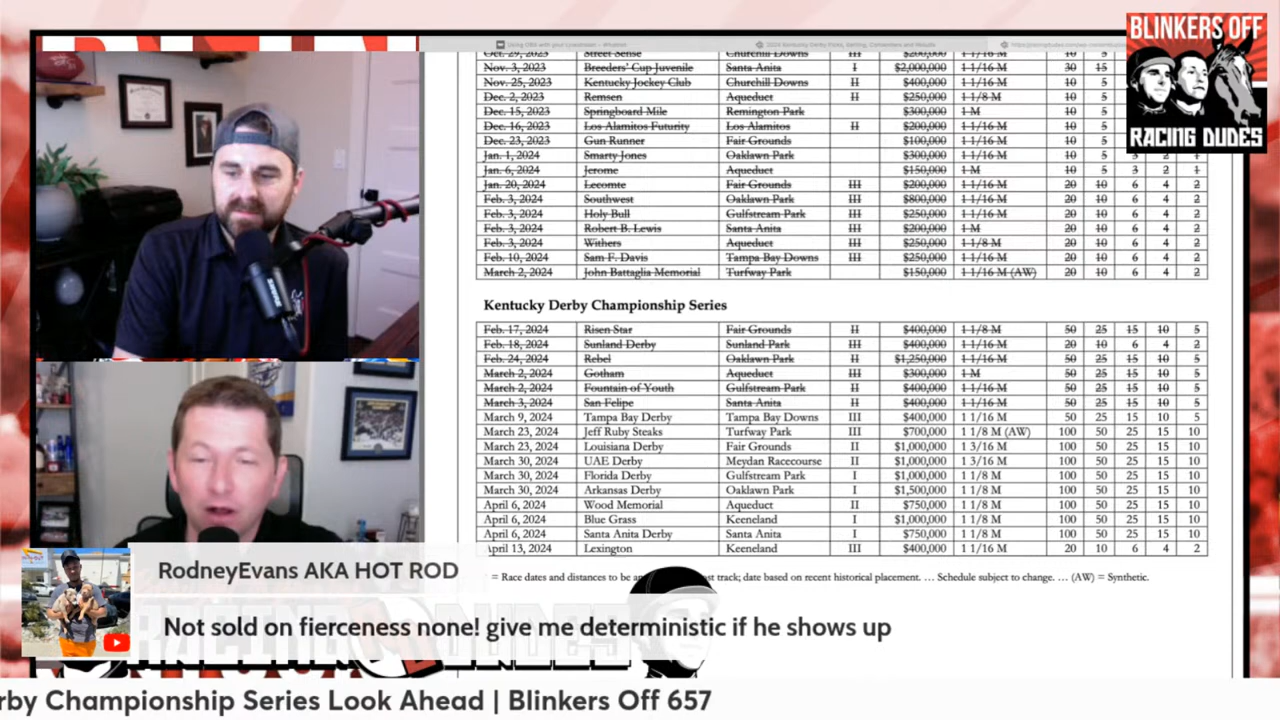 BLINKERS OFF
RACING DUDES
Oct. 29, 2023 Street Sense Churchill Downs III $200,000 1 1/16 M 10 5
Nov. 3, 2023 Breeders' Cup Juvenile Santa Anita I $2,000,000 1 1/16 M 30 15
Nov. 25, 2023 Kentucky Jockey Club Churchill Downs II $400,000 1 1/16 M 10 5
Dec. 2, 2023 Remsen Aqueduct II $250,000 1 1/8 M 10 5
Dec. 15, 2023 Springboard Mile Remington Park $300,000 1 M 10 5
Dec. 16, 2023 Los Alamitos Futurity Los Alamitos II $200,000 1 1/16 M 10 5
Dec. 23, 2023 Gun Runner Fair Grounds $100,000 1 1/16 M 10 5
Jan. 1, 2024 Smarty Jones Oaklawn Park $300,000 1 1/16 M 10 5 3 2 1
Jan. 6, 2024 Jerome Aqueduct $150,000 1 M 10 5 3 2 1
Jan. 20, 2024 Lecomte Fair Grounds III $200,000 1 1/16 M 20 10 6 4 2
Feb. 3, 2024 Southwest Oaklawn Park III $800,000 1 1/16 M 20 10 6 4 2
Feb. 3, 2024 Holy Bull Gulfstream Park III $250,000 1 1/16 M 20 10 6 4 2
Feb. 3, 2024 Robert B. Lewis Santa Anita III $200,000 1 M 20 10 6 4 2
Feb. 3, 2024 Withers Aqueduct III $250,000 1 1/8 M 20 10 6 4 2
Feb. 10, 2024 Sam F. Davis Tampa Bay Downs III $250,000 1 1/16 M 20 10 6 4 2
March 2, 2024 John Battaglia Memorial Turfway Park $150,000 1 1/16 M (AW) 20 10 6 4 2
Kentucky Derby Championship Series
Feb. 17, 2024 Risen Star Fair Grounds II $400,000 1 1/8 M 50 25 15 10 5
Feb. 18, 2024 Sunland Derby Sunland Park III $400,000 1 1/16 M 20 10 6 4 2
Feb. 24, 2024 Rebel Oaklawn Park II $1,250,000 1 1/16 M 50 25 15 10 5
March 2, 2024 Gotham Aqueduct III $300,000 1 M 50 25 15 10 5
March 2, 2024 Fountain of Youth Gulfstream Park II $400,000 1 1/16 M 50 25 15 10 5
March 3, 2024 San Felipe Santa Anita II $400,000 1 1/16 M 50 25 15 10 5
March 9, 2024 Tampa Bay Derby Tampa Bay Downs III $400,000 1 1/16 M 50 25 15 10 5
March 23, 2024 Jeff Ruby Steaks Turfway Park III $700,000 1 1/8 M (AW) 100 50 25 15 10
March 23, 2024 Louisiana Derby Fair Grounds II $1,000,000 1 3/16 M 100 50 25 15 10
March 30, 2024 UAE Derby Meydan Racecourse II $1,000,000 1 3/16 M 100 50 25 15 10
March 30, 2024 Florida Derby Gulfstream Park I $1,000,000 1 1/8 M 100 50 25 15 10
March 30, 2024 Arkansas Derby Oaklawn Park I $1,500,000 1 1/8 M 100 50 25 15 10
April 6, 2024 Wood Memorial Aqueduct II $750,000 1 1/8 M 100 50 25 15 10
April 6, 2024 Blue Grass Keeneland I $1,000,000 1 1/8 M 100 50 25 15 10
April 6, 2024 Santa Anita Derby Santa Anita I $750,000 1 1/8 M 100 50 25 15 10
April 13, 2024 Lexington Keeneland III $400,000 1 1/16 M 20 10 6 4 2
= Race dates and distances to be track; date based on recent historical placement. … Schedule subject to change. … (AW) = Synthetic.
RodneyEvans AKA HOT ROD
Not sold on fierceness none! give me deterministic if he shows up
RACING DUDES
rby Championship Series Look Ahead | Blinkers Off 657